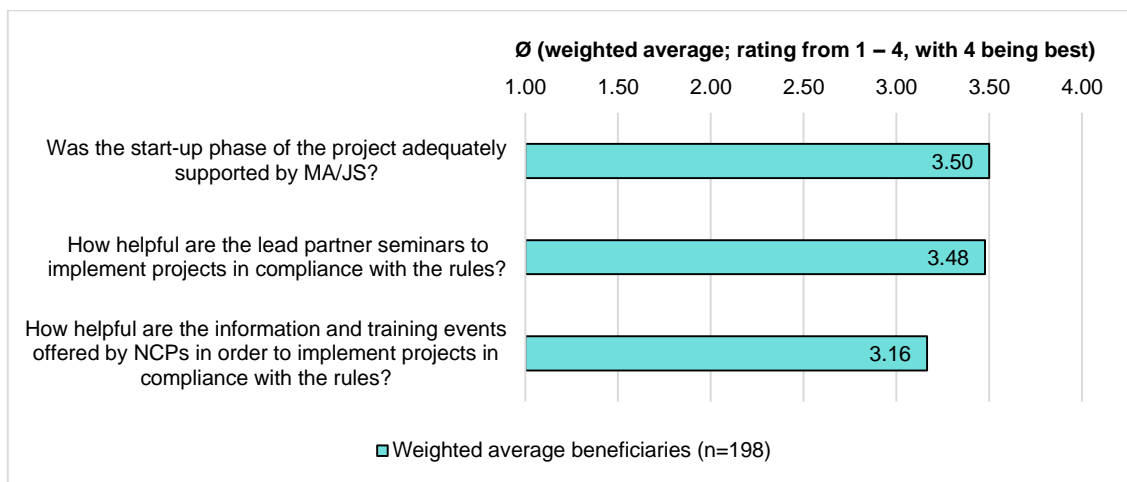 Ø (weighted average; rating from 1 – 4, with 4 being best)
1.00 1.50 2.00 2.50 3.00 3.50 4.00
Was the start-up phase of the project adequately
supported by MA/JS?
3.50
How helpful are the lead partner seminars to
implement projects in compliance with the rules?
3.48
How helpful are the information and training events
offered by NCPs in order to implement projects in
compliance with the rules?
3.16
Weighted average beneficiaries (n=198)